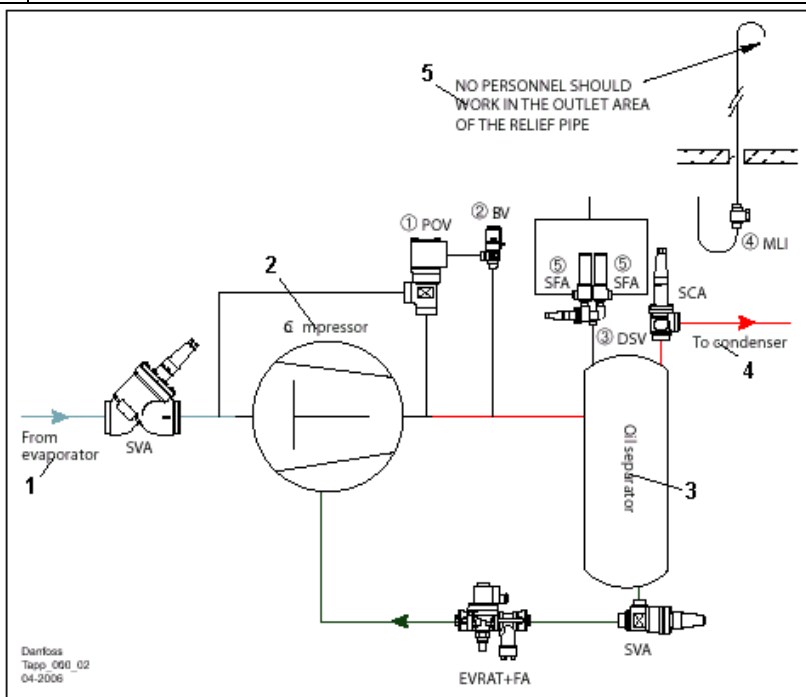 5
NO PERSONNEL SHOULD
WORK IN THE OUTLET AREA
OF THE RELIEF PIPE
① POV
② BV
④ MLI
⑤
SFA
⑤
SFA
SCA
2
③ DSV
To condenser
4
From
evaporator
1
SVA
Oil separator
3
EVRAT+FA
SVA
Danfoss
04-2006